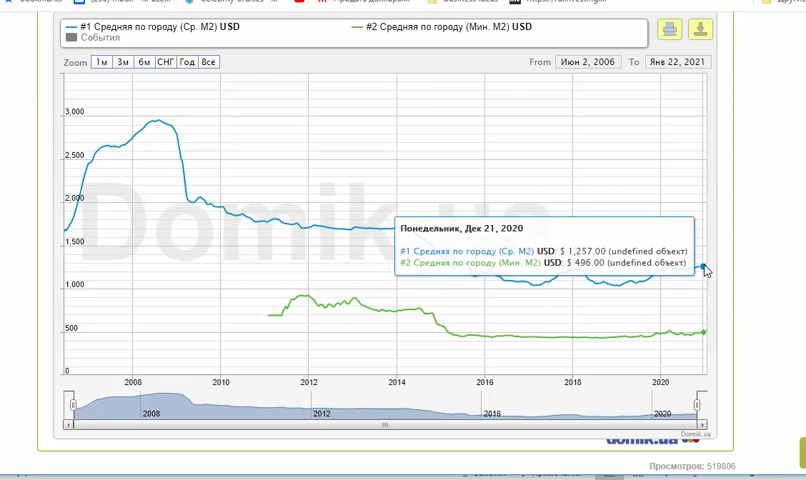 #1 Средняя по городу (Ср. М2) USD
#2 Средняя по городу (Мин. М2) USD
События
Zoom 1м 3м 6м СНГ Год Всё
From Июн 2, 2006 To Янв 22, 2021
3,000
2,500
2,000
1,500
1,000
500
0
Domik.ua
Понедельник, Дек 21, 2020
#1 Средняя по городу (Ср. М2) USD: $ 1,257.00 (undefined объект)
#2 Средняя по городу (Мин. М2) USD: $ 496.00 (undefined объект)
2008 2010 2012 2014 2016 2018 2020
2008 2012 2016 2020
Domik.ua
domik.ua
Просмотров: 519806